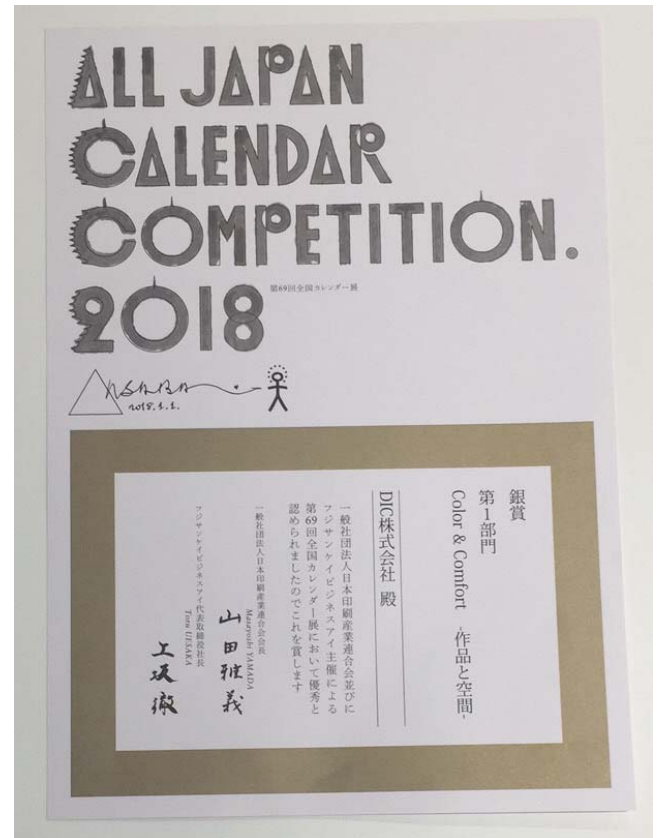 ALL JAPAN
CALENDAR
COMPETITION.
2018
第69回全国カレンダー展
2018.1.1.
銀賞
第1部門
Color & Comfort -作品と空間-
DIC株式会社 殿
一般社団法人日本印刷産業連合会並びに
フジサンケイビジネスアイ主催による
第69回全国カレンダー展において優秀と
認められましたのでこれを賞します
一般社団法人日本印刷産業連合会会長
Masayoshi YAMADA
山田雅義
フジサンケイビジネスアイ代表取締役社長
Toru UESAKA
上坂徹